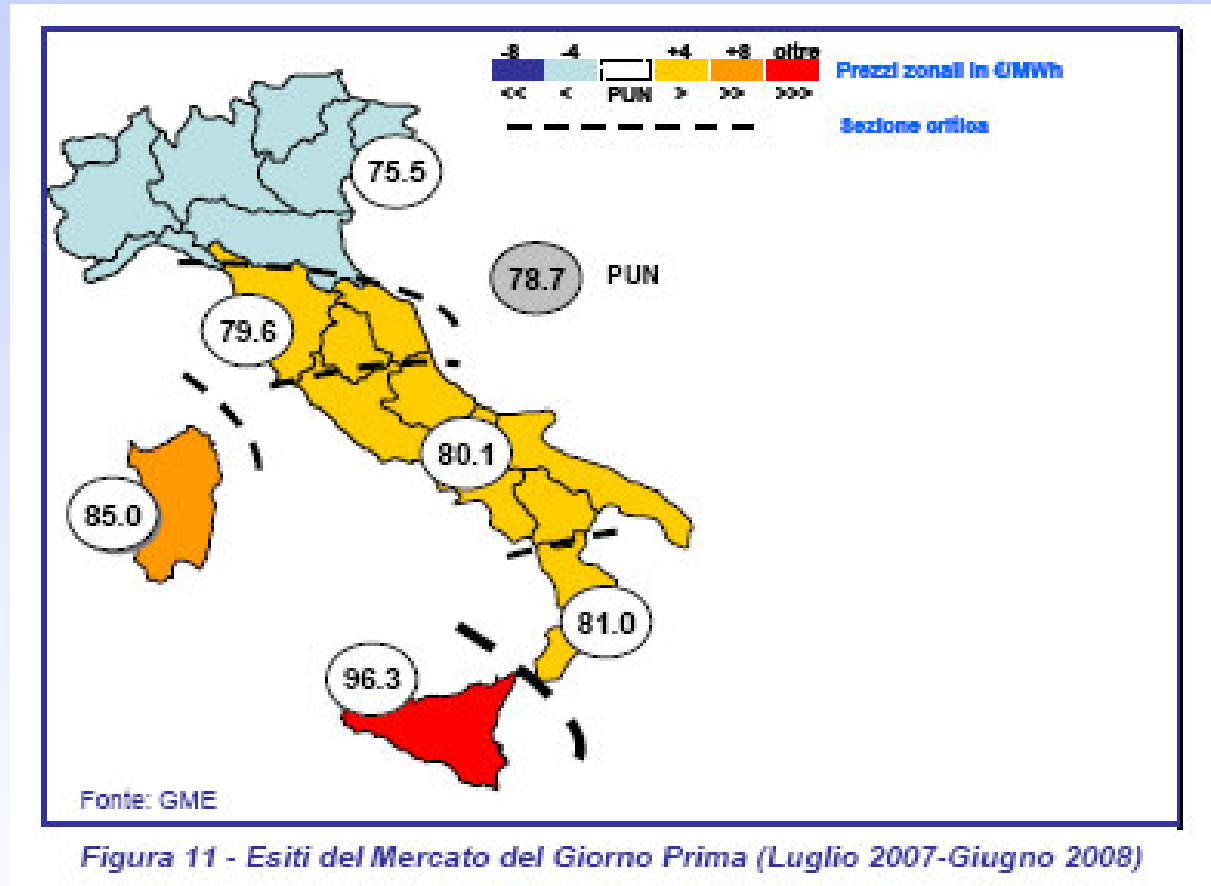 -8 -4 +4 +8 oltre
Prezzi zonali in €/MWh
<< < PUN > >> >>>
Sezione critica
75.5
78.7 PUN
79.6
80.1
85.0
81.0
96.3
Fonte: GME
Figura 11 - Esiti del Mercato del Giorno Prima (Luglio 2007-Giugno 2008)